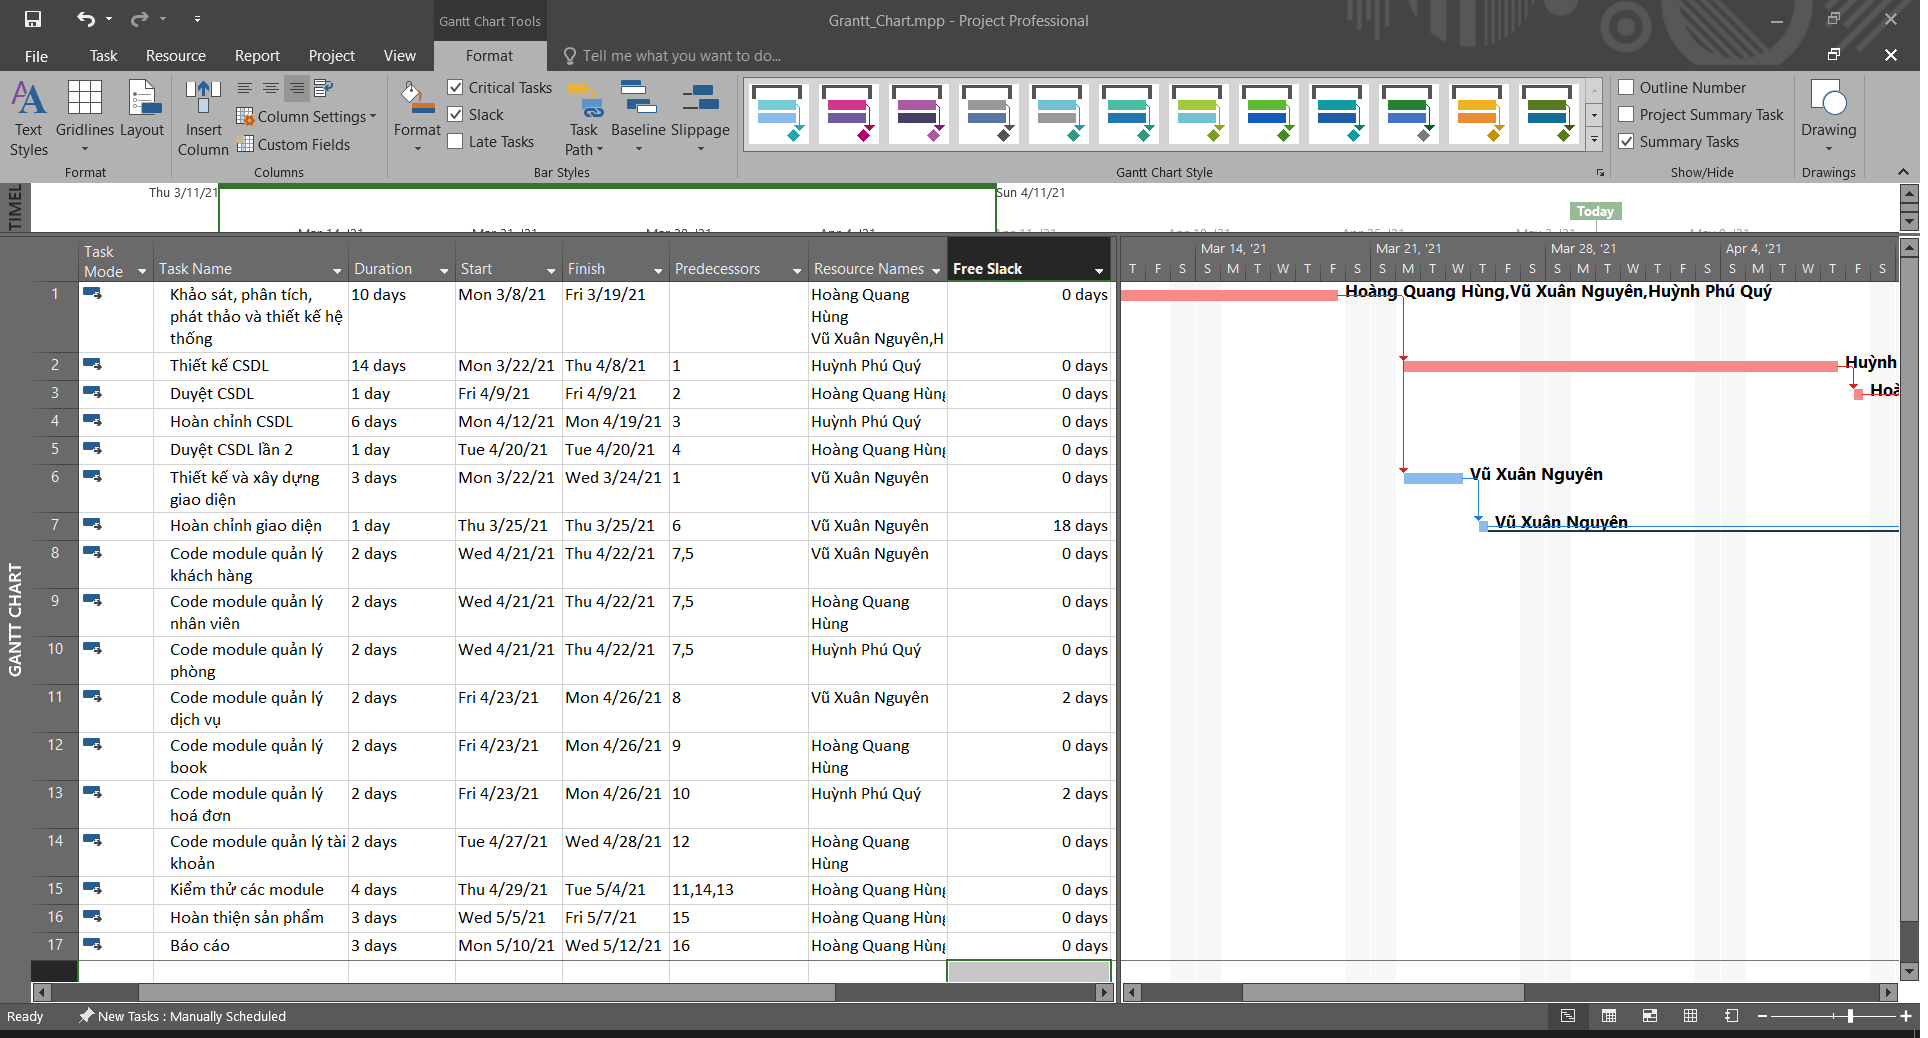 Gantt Chart Tools
Grantt_Chart.mpp - Project Professional
File
Task
Resource
Report
Project
View
Format
Tell me what you want to do...
Text Styles
Gridlines
Layout
Format
Insert Column
Column Settings
Custom Fields
Columns
Format
Critical Tasks
Slack
Late Tasks
Task Path
Baseline
Slippage
Bar Styles
Gantt Chart Style
Outline Number
Project Summary Task
Summary Tasks
Show/Hide
Drawing
Drawings
TIMEL
Thu 3/11/21
Sun 4/11/21
Today
GANTT CHART
Task Mode
Task Name
Duration
Start
Finish
Predecessors
Resource Names
Free Slack
Mar 14, '21
Mar 21, '21
Mar 28, '21
Apr 4, '21
T F S S M T W T F S S M T W T F S S M T W T F S S M T W T F S
1 Khảo sát, phân tích, 10 days Mon 3/8/21 Fri 3/19/21 Hoàng Quang 0 days
phát thảo và thiết kế hệ Hùng
thống Vũ Xuân Nguyên,H
2 Thiết kế CSDL 14 days Mon 3/22/21 Thu 4/8/21 1 Huỳnh Phú Quý 0 days
3 Duyệt CSDL 1 day Fri 4/9/21 Fri 4/9/21 2 Hoàng Quang Hùng 0 days
4 Hoàn chỉnh CSDL 6 days Mon 4/12/21 Mon 4/19/21 3 Huỳnh Phú Quý 0 days
5 Duyệt CSDL lần 2 1 day Tue 4/20/21 Tue 4/20/21 4 Hoàng Quang Hùng 0 days
6 Thiết kế và xây dựng 3 days Mon 3/22/21 Wed 3/24/21 1 Vũ Xuân Nguyên 0 days
giao diện
7 Hoàn chỉnh giao diện 1 day Thu 3/25/21 Thu 3/25/21 6 Vũ Xuân Nguyên 18 days
8 Code module quản lý 2 days Wed 4/21/21 Thu 4/22/21 7,5 Vũ Xuân Nguyên 0 days
khách hàng
9 Code module quản lý 2 days Wed 4/21/21 Thu 4/22/21 7,5 Hoàng Quang 0 days
nhân viên Hùng
10 Code module quản lý 2 days Wed 4/21/21 Thu 4/22/21 7,5 Huỳnh Phú Quý 0 days
phòng
11 Code module quản lý 2 days Fri 4/23/21 Mon 4/26/21 8 Vũ Xuân Nguyên 2 days
dịch vụ
12 Code module quản lý 2 days Fri 4/23/21 Mon 4/26/21 9 Hoàng Quang 0 days
book Hùng
13 Code module quản lý 2 days Fri 4/23/21 Mon 4/26/21 10 Huỳnh Phú Quý 2 days
hoá đơn
14 Code module quản lý tài 2 days Tue 4/27/21 Wed 4/28/21 12 Hoàng Quang 0 days
khoản Hùng
15 Kiểm thử các module 4 days Thu 4/29/21 Tue 5/4/21 11,14,13 Hoàng Quang Hùng 0 days
16 Hoàn thiện sản phẩm 3 days Wed 5/5/21 Fri 5/7/21 15 Hoàng Quang Hùng 0 days
17 Báo cáo 3 days Mon 5/10/21 Wed 5/12/21 16 Hoàng Quang Hùng 0 days
Hoàng Quang Hùng,Vũ Xuân Nguyên,Huỳnh Phú Quý
Huỳnh
Hoà
Vũ Xuân Nguyên
Vũ Xuân Nguyên
Ready
New Tasks : Manually Scheduled